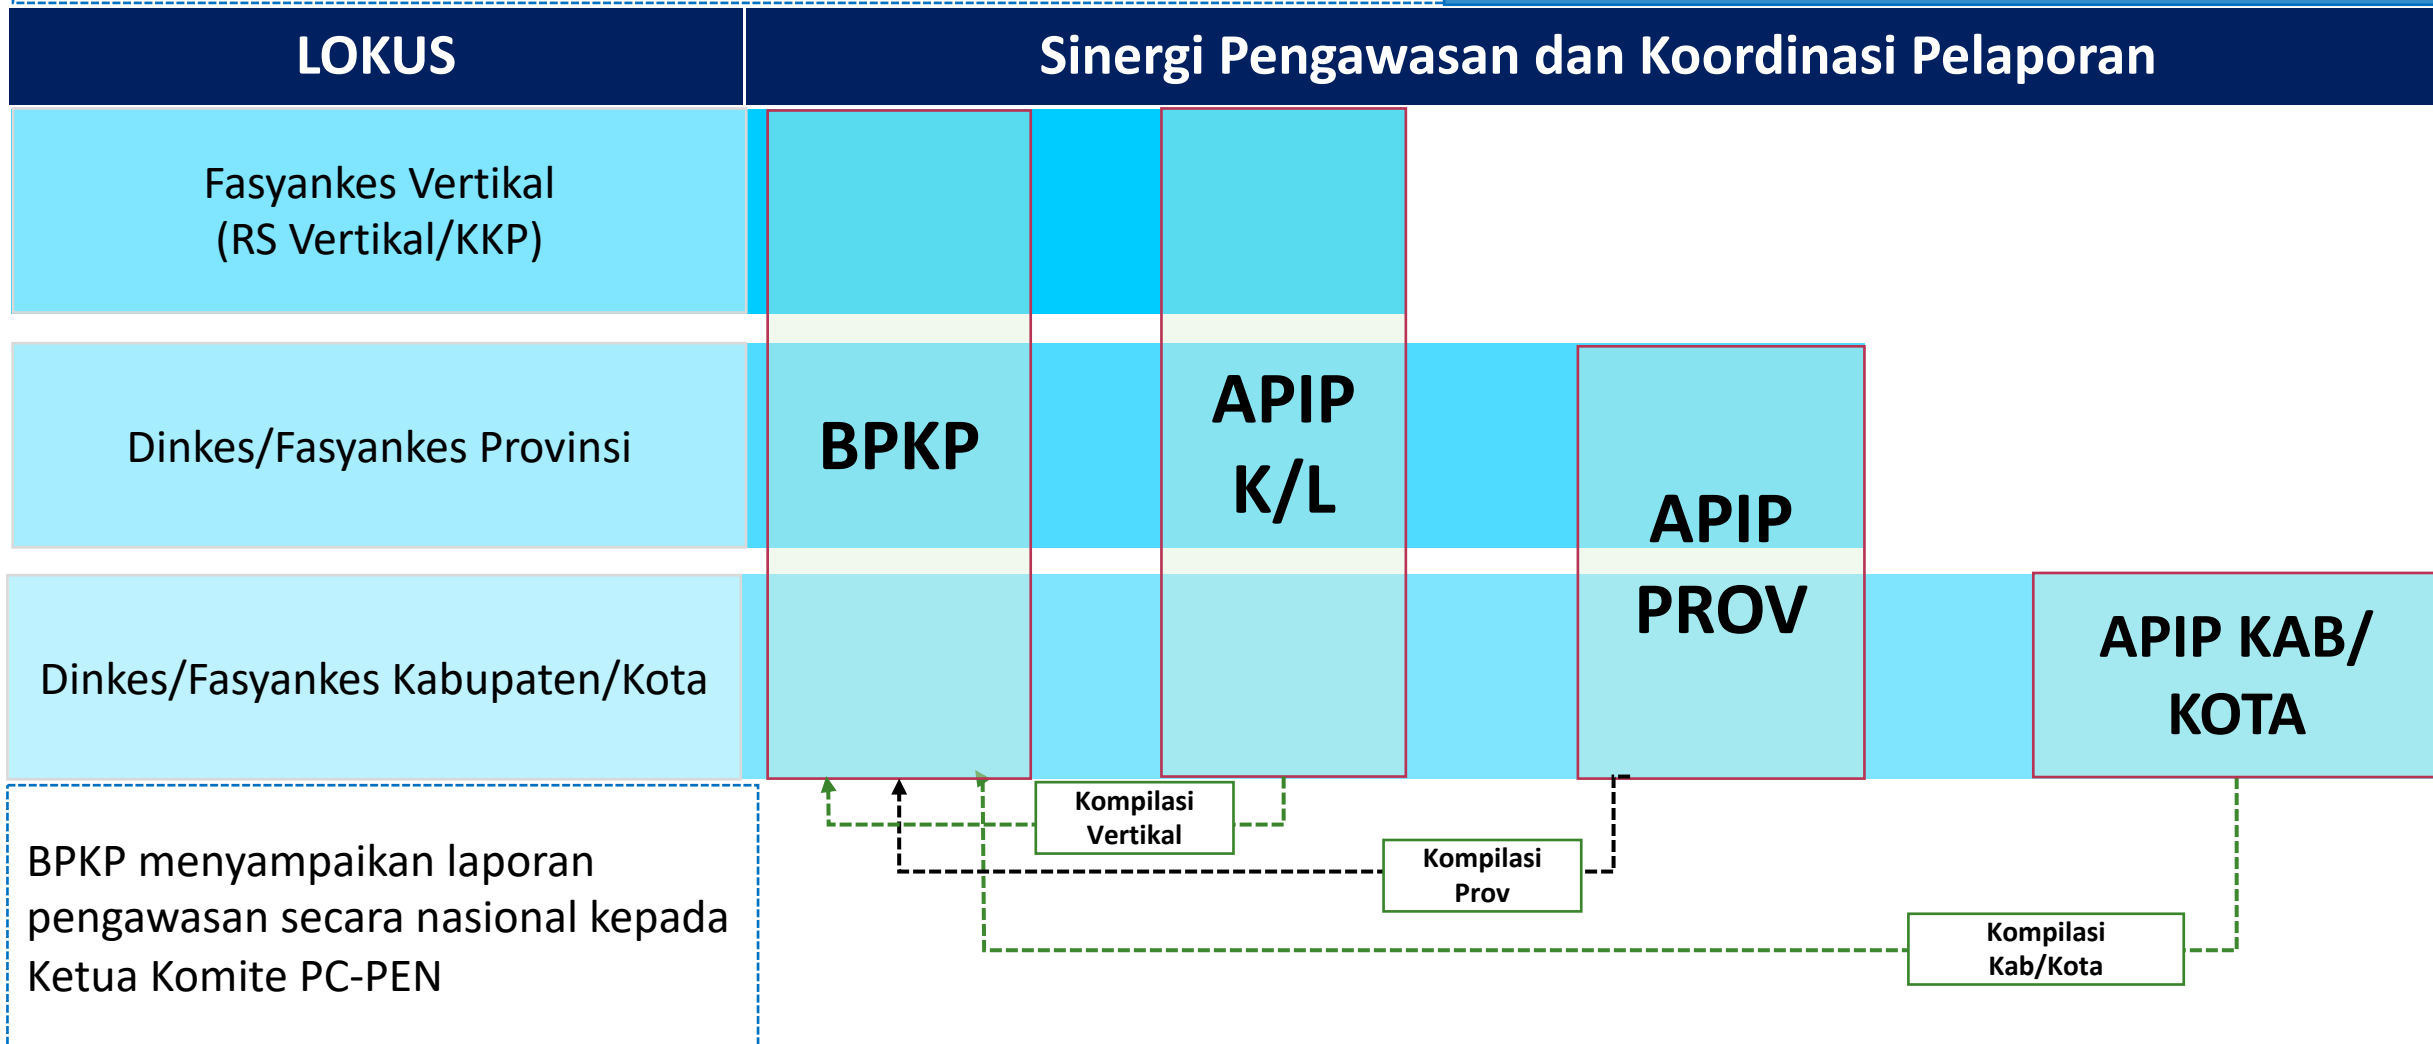 LOKUS
Sinergi Pengawasan dan Koordinasi Pelaporan
Fasyankes Vertikal
(RS Vertikal/KKP)
Dinkes/Fasyankes Provinsi
Dinkes/Fasyankes Kabupaten/Kota
BPKP
APIP
K/L
APIP
PROV
APIP KAB/
KOTA
Kompilasi
Vertikal
Kompilasi
Prov
Kompilasi
Kab/Kota
BPKP menyampaikan laporan
pengawasan secara nasional kepada
Ketua Komite PC-PEN